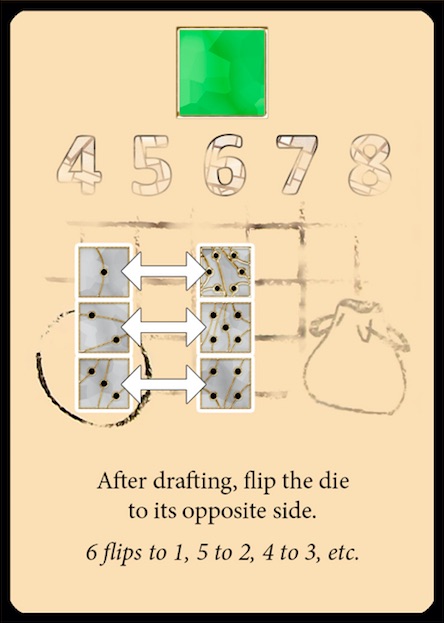 4 5 6 7 8
After drafting, flip the die
to its opposite side.
6 flips to 1, 5 to 2, 4 to 3, etc.